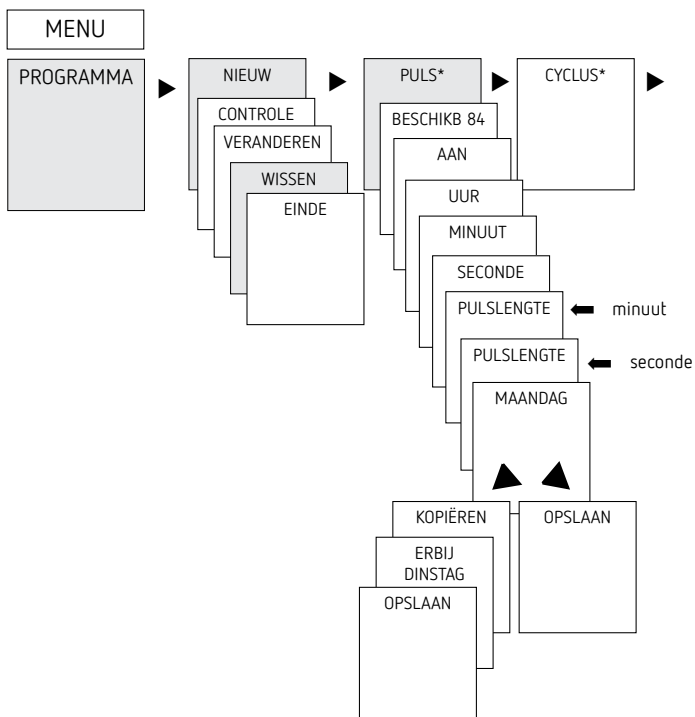 MENU
PROGRAMMA
NIEUW
CONTROLE
VERANDEREN
WISSEN
EINDE
PULS*
BESCHIKB 84
AAN
UUR
MINUUT
SECONDE
PULSLENGTE
minuut
PULSLENGTE
seconde
MAANDAG
KOPIËREN
ERBIJ
DINSTAG
OPSLAAN
OPSLAAN
CYCLUS*